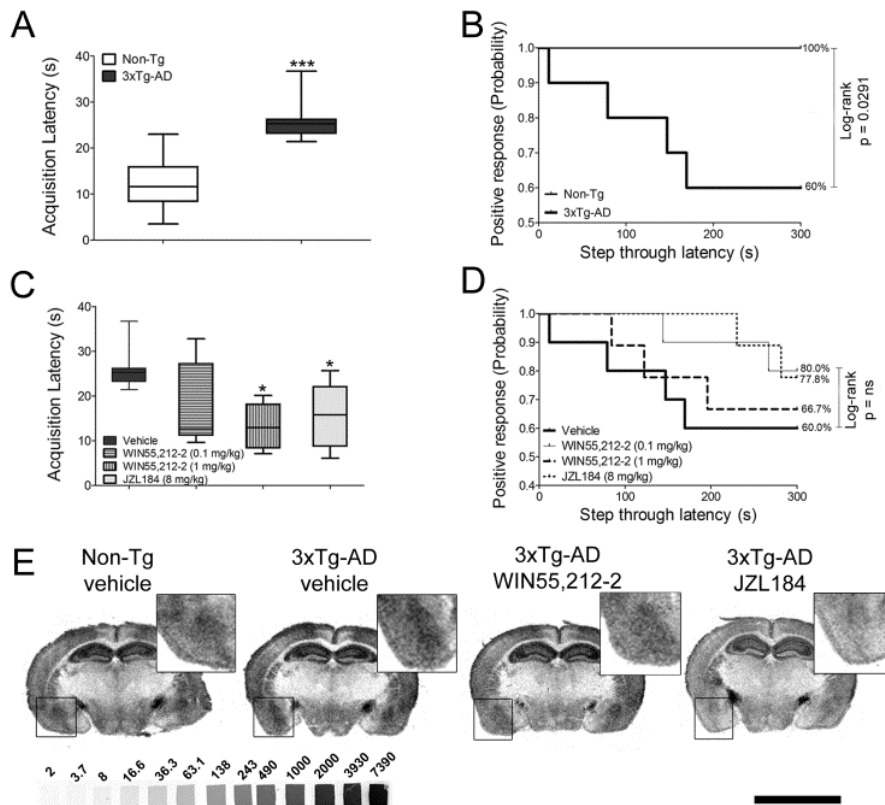 A
Acquisition Latency (s)
40
30
20
10
0
Non-Tg
3xTg-AD
***
B
Positive response (Probability)
1.0
0.9
0.8
0.7
0.6
0.5
0
100
200
300
Step through latency (s)
Non-Tg
3xTg-AD
100%
60%
Log-rank
p = 0.0291
C
Acquisition Latency (s)
40
30
20
10
0
*
*
Vehicle
WIN55,212-2 (0.1 mg/kg)
WIN55,212-2 (1 mg/kg)
JZL184 (8 mg/kg)
D
Positive response (Probability)
1.0
0.9
0.8
0.7
0.6
0.5
0.4
0
100
200
300
Step through latency (s)
Vehicle
WIN55,212-2 (0.1 mg/kg)
WIN55,212-2 (1 mg/kg)
JZL184 (8 mg/kg)
80.0%
77.8%
66.7%
60.0%
Log-rank
p = ns
E
Non-Tg
vehicle
3xTg-AD
vehicle
3xTg-AD
WIN55,212-2
3xTg-AD
JZL184
2 3.7 8 16.6 36.3 63.1 138 243 490 1000 2000 3930 7390